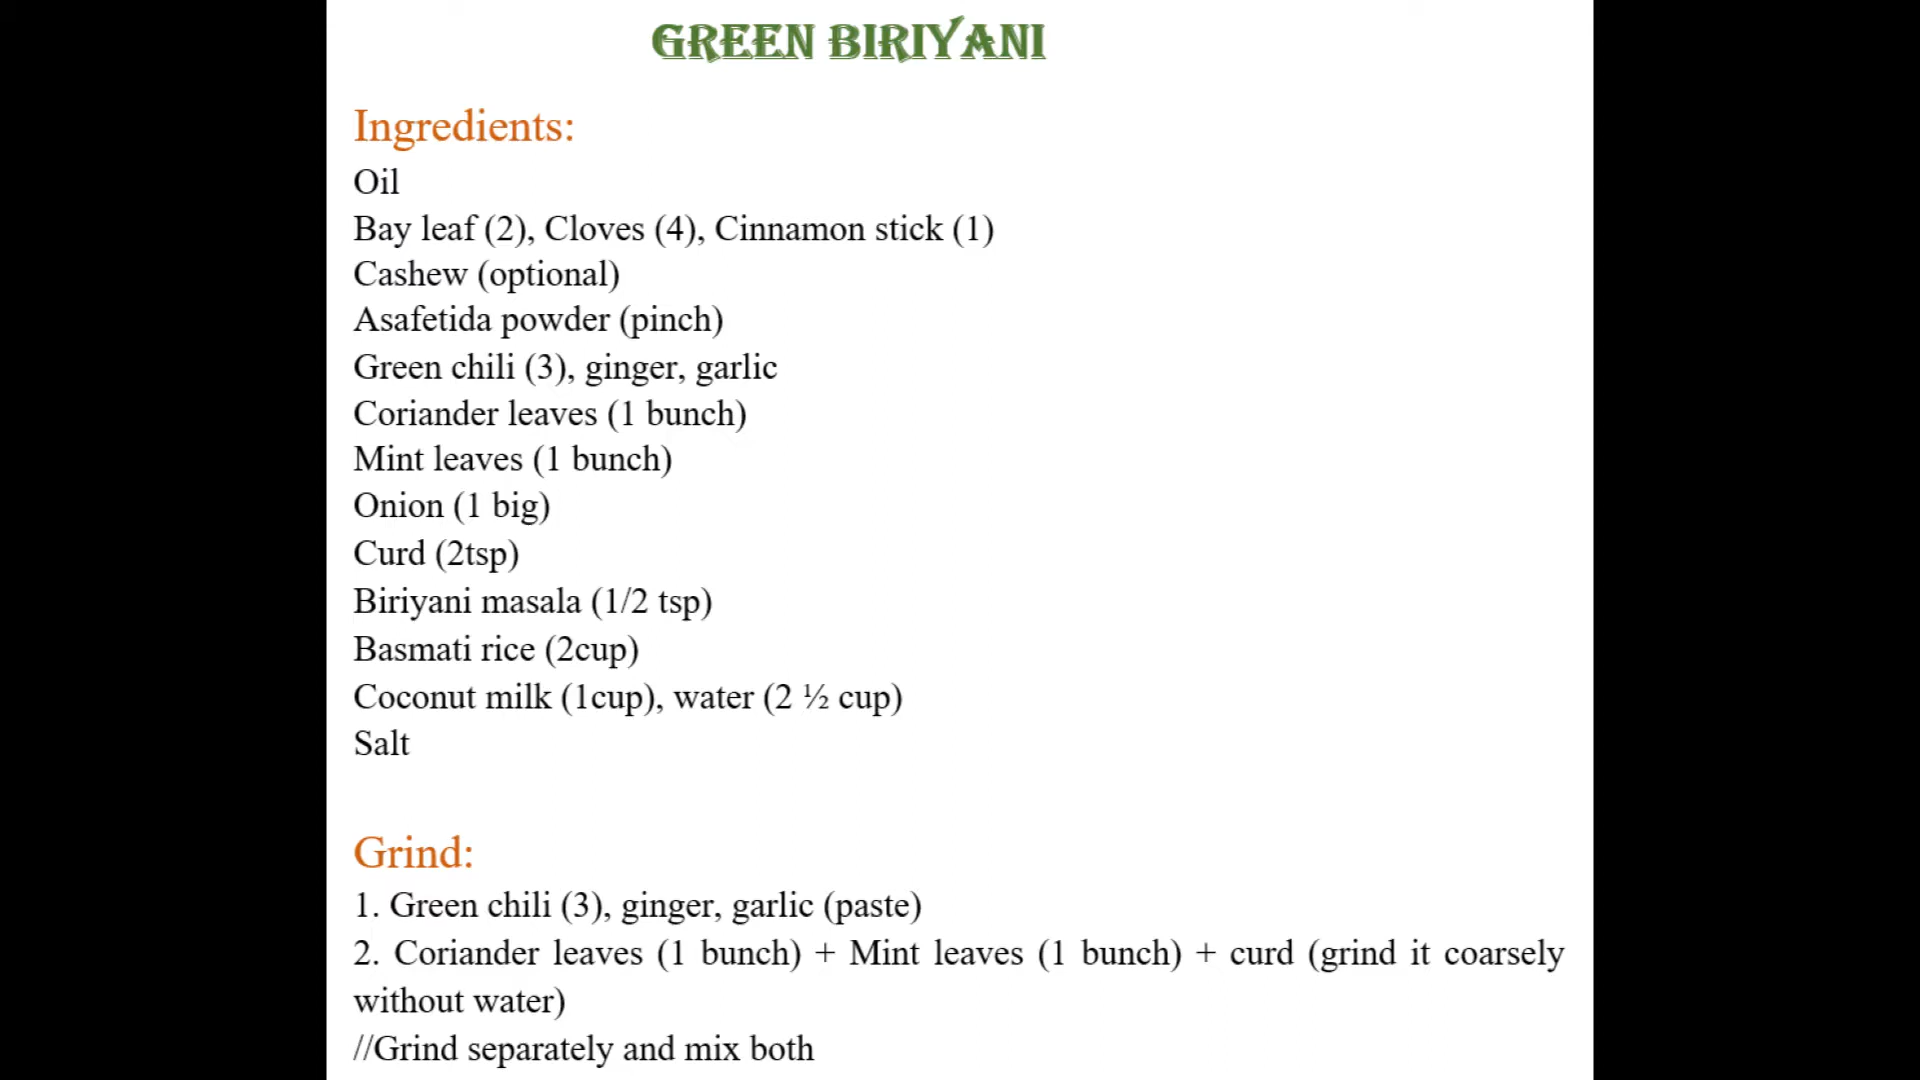 GREEN BIRIYANI
Ingredients:
Oil
Bay leaf (2), Cloves (4), Cinnamon stick (1)
Cashew (optional)
Asafetida powder (pinch)
Green chili (3), ginger, garlic
Coriander leaves (1 bunch)
Mint leaves (1 bunch)
Onion (1 big)
Curd (2tsp)
Biriyani masala (1/2 tsp)
Basmati rice (2cup)
Coconut milk (1cup), water (2 ½ cup)
Salt
Grind:
1. Green chili (3), ginger, garlic (paste)
2. Coriander leaves (1 bunch) + Mint leaves (1 bunch) + curd (grind it coarsely
without water)
//Grind separately and mix both